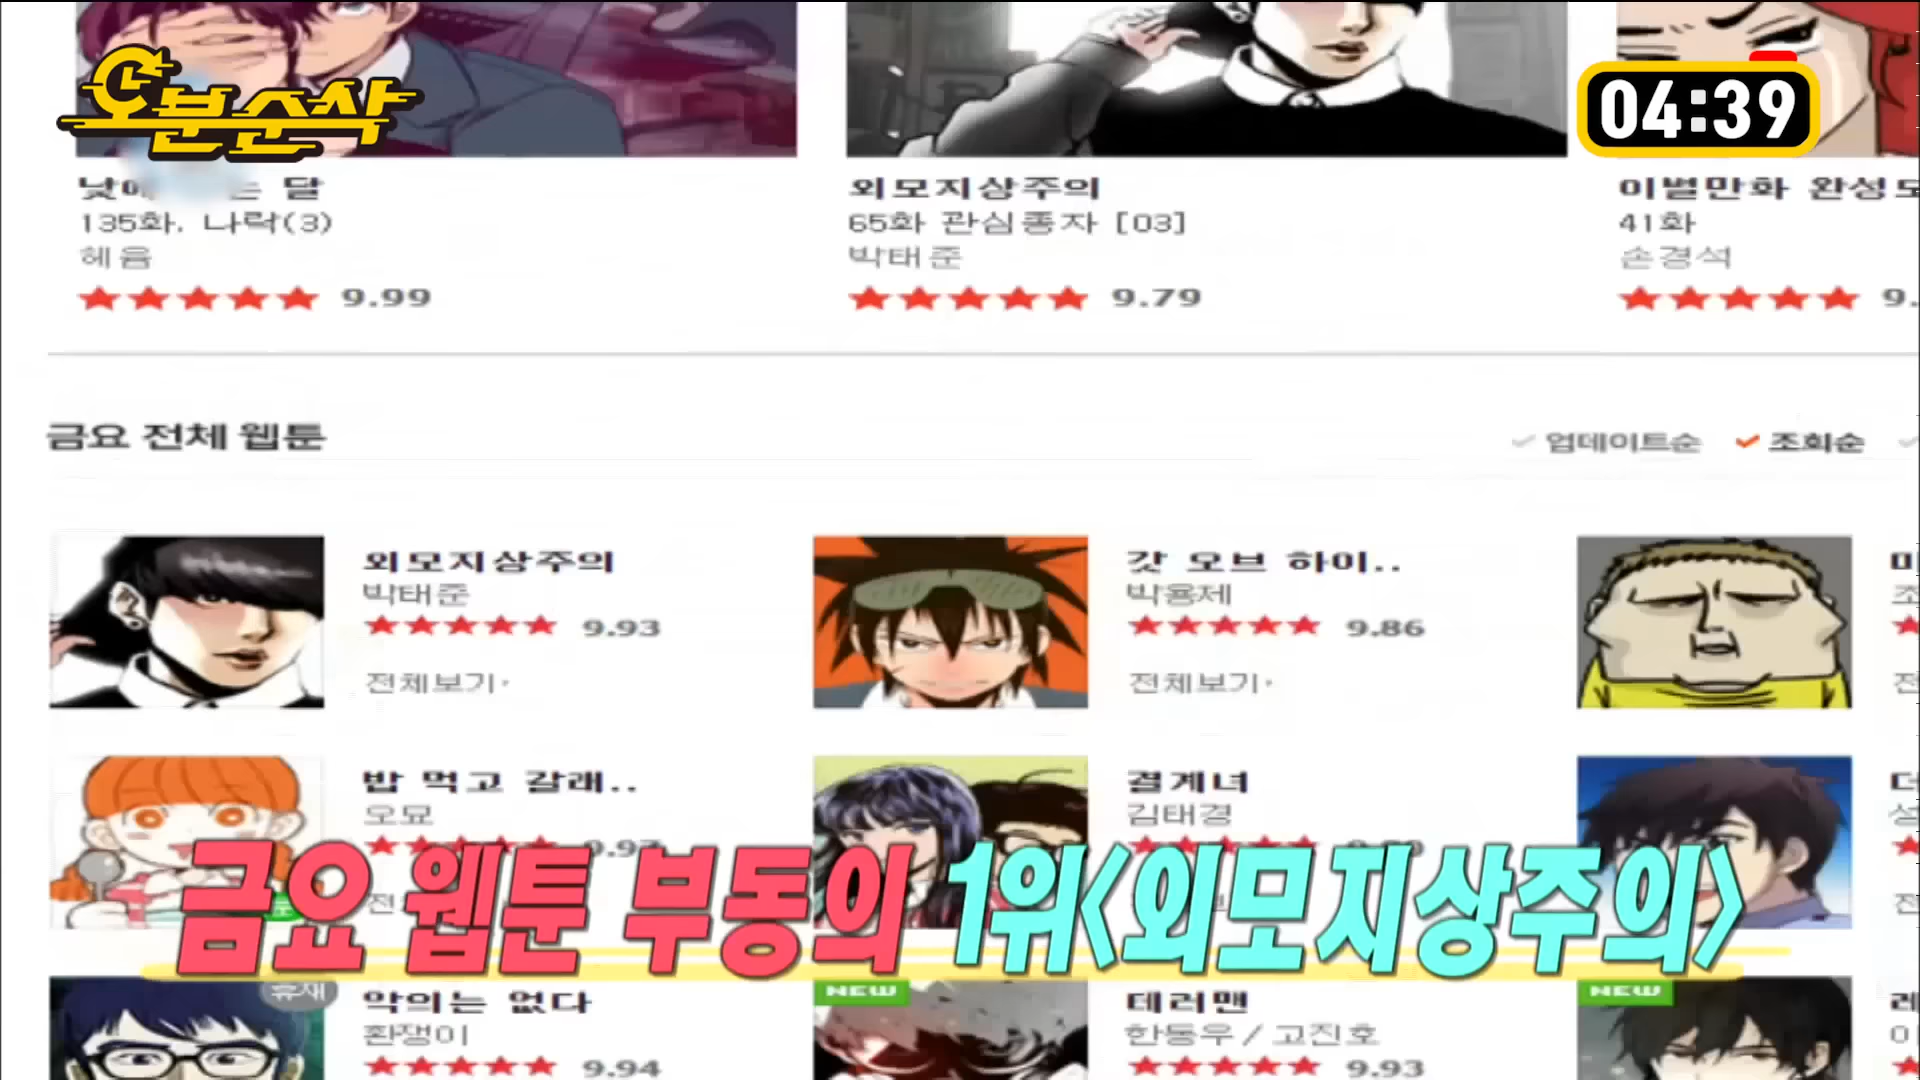 오분순삭
04:39
달
135화. 나락(3)
혜윰
9.99
외모지상주의
65화 관심종자 [03]
박태준
9.79
이별만화 완성도
41화
손경석
9.
금요 전체 웹툰
업데이트순
조회순
외모지상주의
박태준
9.93
전체보기
갓 오브 하이..
박용제
9.86
전체보기
밥 먹고 갈래..
오묘
결계녀
김태경
금요 웹툰 부동의 1위<외모지상주의>
휴재
악의는 없다
환쟁이
9.94
NEW
테러맨
한동우 / 고진호
9.93
NEW